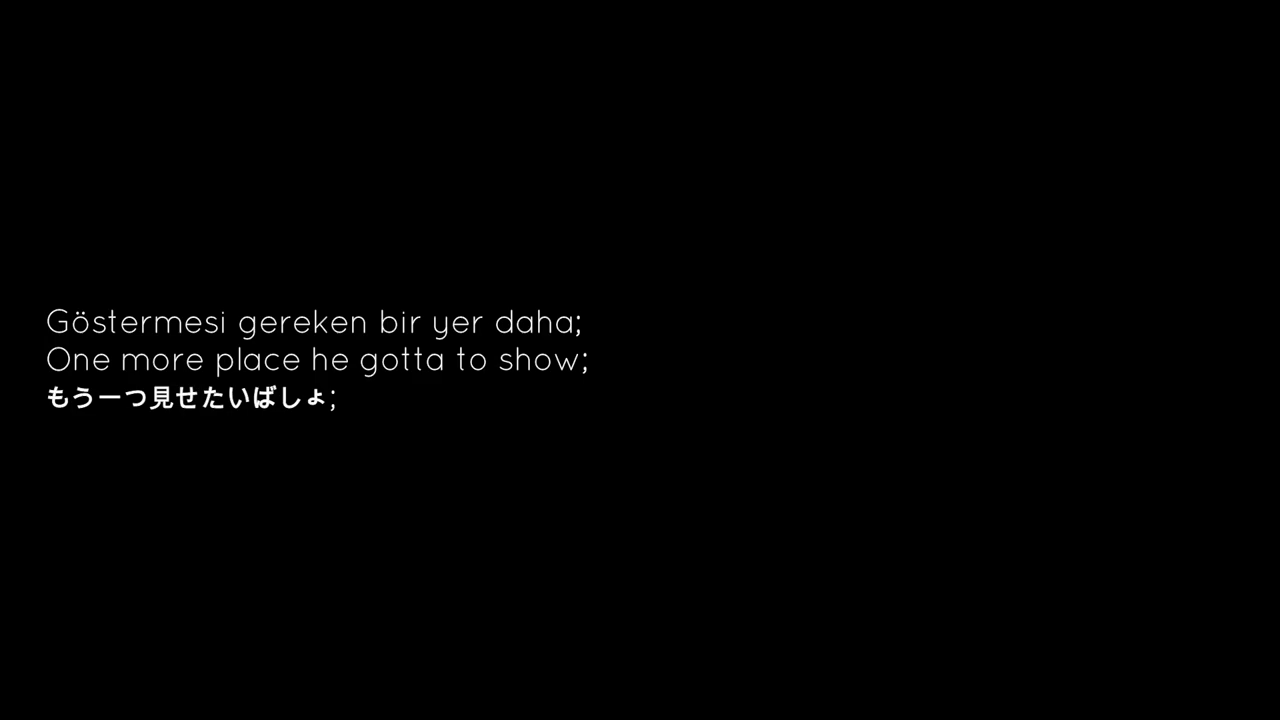 Göstermesi gereken bir yer daha;
One more place he gotta to show;
もう一つ見せたいばしょ;